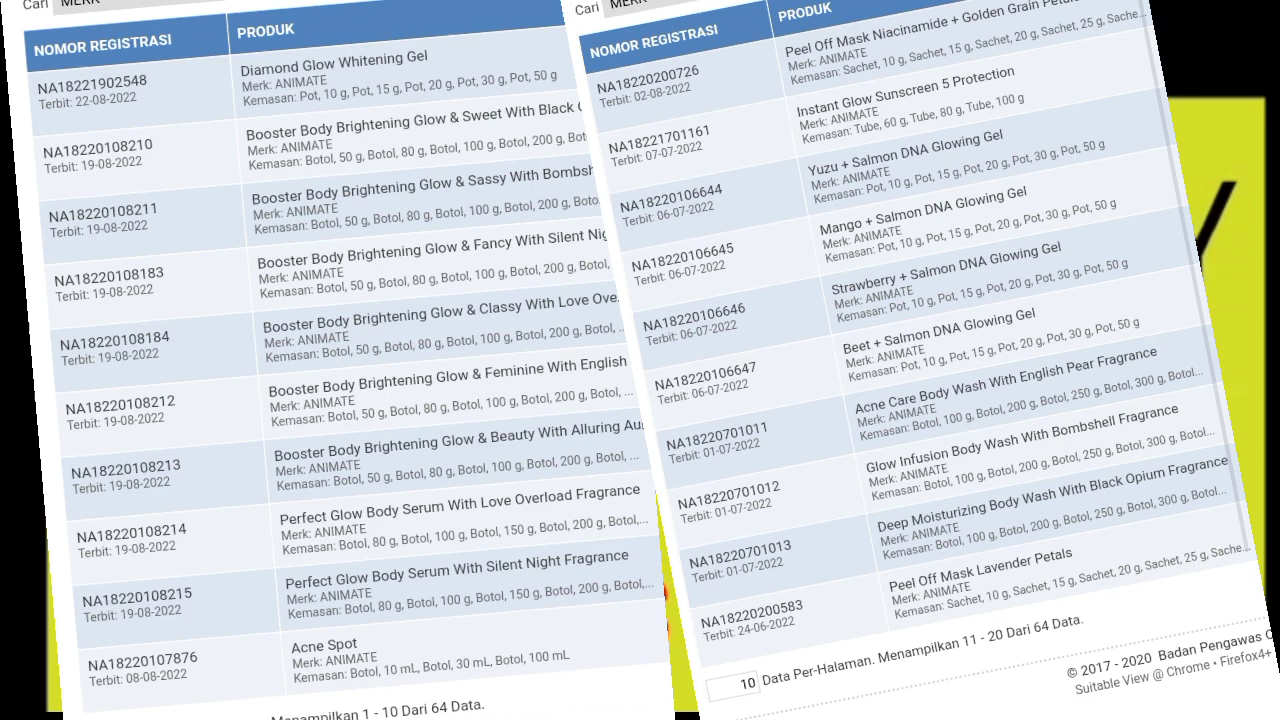 Cari MERK
NOMOR REGISTRASI PRODUK
NA18221902548
Terbit: 22-08-2022
Diamond Glow Whitening Gel
Merk: ANIMATE
Kemasan: Pot, 10 g, Pot, 15 g, Pot, 20 g, Pot, 30 g, Pot, 50 g
NA18220108210
Terbit: 19-08-2022
Booster Body Brightening Glow & Sweet With Black
Merk: ANIMATE
Kemasan: Botol, 50 g, Botol, 80 g, Botol, 100 g, Botol, 200 g, Bot
NA18220108211
Terbit: 19-08-2022
Booster Body Brightening Glow & Sassy With Bombsh
Merk: ANIMATE
Kemasan: Botol, 50 g, Botol, 80 g, Botol, 100 g, Botol, 200 g, Boto
NA18220108183
Terbit: 19-08-2022
Booster Body Brightening Glow & Fancy With Silent Nig
Merk: ANIMATE
Kemasan: Botol, 50 g, Botol, 80 g, Botol, 100 g, Botol, 200 g, Botol,
NA18220108184
Terbit: 19-08-2022
Booster Body Brightening Glow & Classy With Love Ove
Merk: ANIMATE
Kemasan: Botol, 50 g, Botol, 80 g, Botol, 100 g, Botol, 200 g, Botol, ...
NA18220108212
Terbit: 19-08-2022
Booster Body Brightening Glow & Feminine With English
Merk: ANIMATE
Kemasan: Botol, 50 g, Botol, 80 g, Botol, 100 g, Botol, 200 g, Botol, ...
NA18220108213
Terbit: 19-08-2022
Booster Body Brightening Glow & Beauty With Alluring Au
Merk: ANIMATE
Kemasan: Botol, 50 g, Botol, 80 g, Botol, 100 g, Botol, 200 g, Botol, ...
NA18220108214
Terbit: 19-08-2022
Perfect Glow Body Serum With Love Overload Fragrance
Merk: ANIMATE
Kemasan: Botol, 80 g, Botol, 100 g, Botol, 150 g, Botol, 200 g, Botol,...
NA18220108215
Terbit: 19-08-2022
Perfect Glow Body Serum With Silent Night Fragrance
Merk: ANIMATE
Kemasan: Botol, 80 g, Botol, 100 g, Botol, 150 g, Botol, 200 g, Botol,...
NA18220107876
Terbit: 08-08-2022
Acne Spot
Merk: ANIMATE
Kemasan: Botol, 10 mL, Botol, 30 mL, Botol, 100 mL
Menampilkan 1 - 10 Dari 64 Data.
Cari MERK
NOMOR REGISTRASI PRODUK
NA18220200726
Terbit: 02-08-2022
Peel Off Mask Niacinamide + Golden Grain Petals
Merk: ANIMATE
Kemasan: Sachet, 10 g, Sachet, 15 g, Sachet, 20 g, Sachet, 25 g, Sache...
NA18221701161
Terbit: 07-07-2022
Instant Glow Sunscreen 5 Protection
Merk: ANIMATE
Kemasan: Tube, 60 g, Tube, 80 g, Tube, 100 g
NA18220106644
Terbit: 06-07-2022
Yuzu + Salmon DNA Glowing Gel
Merk: ANIMATE
Kemasan: Pot, 10 g, Pot, 15 g, Pot, 20 g, Pot, 30 g, Pot, 50 g
NA18220106645
Terbit: 06-07-2022
Mango + Salmon DNA Glowing Gel
Merk: ANIMATE
Kemasan: Pot, 10 g, Pot, 15 g, Pot, 20 g, Pot, 30 g, Pot, 50 g
NA18220106646
Terbit: 06-07-2022
Strawberry + Salmon DNA Glowing Gel
Merk: ANIMATE
Kemasan: Pot, 10 g, Pot, 15 g, Pot, 20 g, Pot, 30 g, Pot, 50 g
NA18220106647
Terbit: 06-07-2022
Beet + Salmon DNA Glowing Gel
Merk: ANIMATE
Kemasan: Pot, 10 g, Pot, 15 g, Pot, 20 g, Pot, 30 g, Pot, 50 g
NA18220701011
Terbit: 01-07-2022
Acne Care Body Wash With English Pear Fragrance
Merk: ANIMATE
Kemasan: Botol, 100 g, Botol, 200 g, Botol, 250 g, Botol, 300 g, Botol...
NA18220701012
Terbit: 01-07-2022
Glow Infusion Body Wash With Bombshell Fragrance
Merk: ANIMATE
Kemasan: Botol, 100 g, Botol, 200 g, Botol, 250 g, Botol, 300 g, Botol...
NA18220701013
Terbit: 01-07-2022
Deep Moisturizing Body Wash With Black Opium Fragrance
Merk: ANIMATE
Kemasan: Botol, 100 g, Botol, 200 g, Botol, 250 g, Botol, 300 g, Botol...
NA18220200583
Terbit: 24-06-2022
Peel Off Mask Lavender Petals
Merk: ANIMATE
Kemasan: Sachet, 10 g, Sachet, 15 g, Sachet, 20 g, Sachet, 25 g, Sache...
10 Data Per-Halaman. Menampilkan 11 - 20 Dari 64 Data.
© 2017 - 2020 Badan Pengawas
Suitable View @ Chrome • Firefox4+